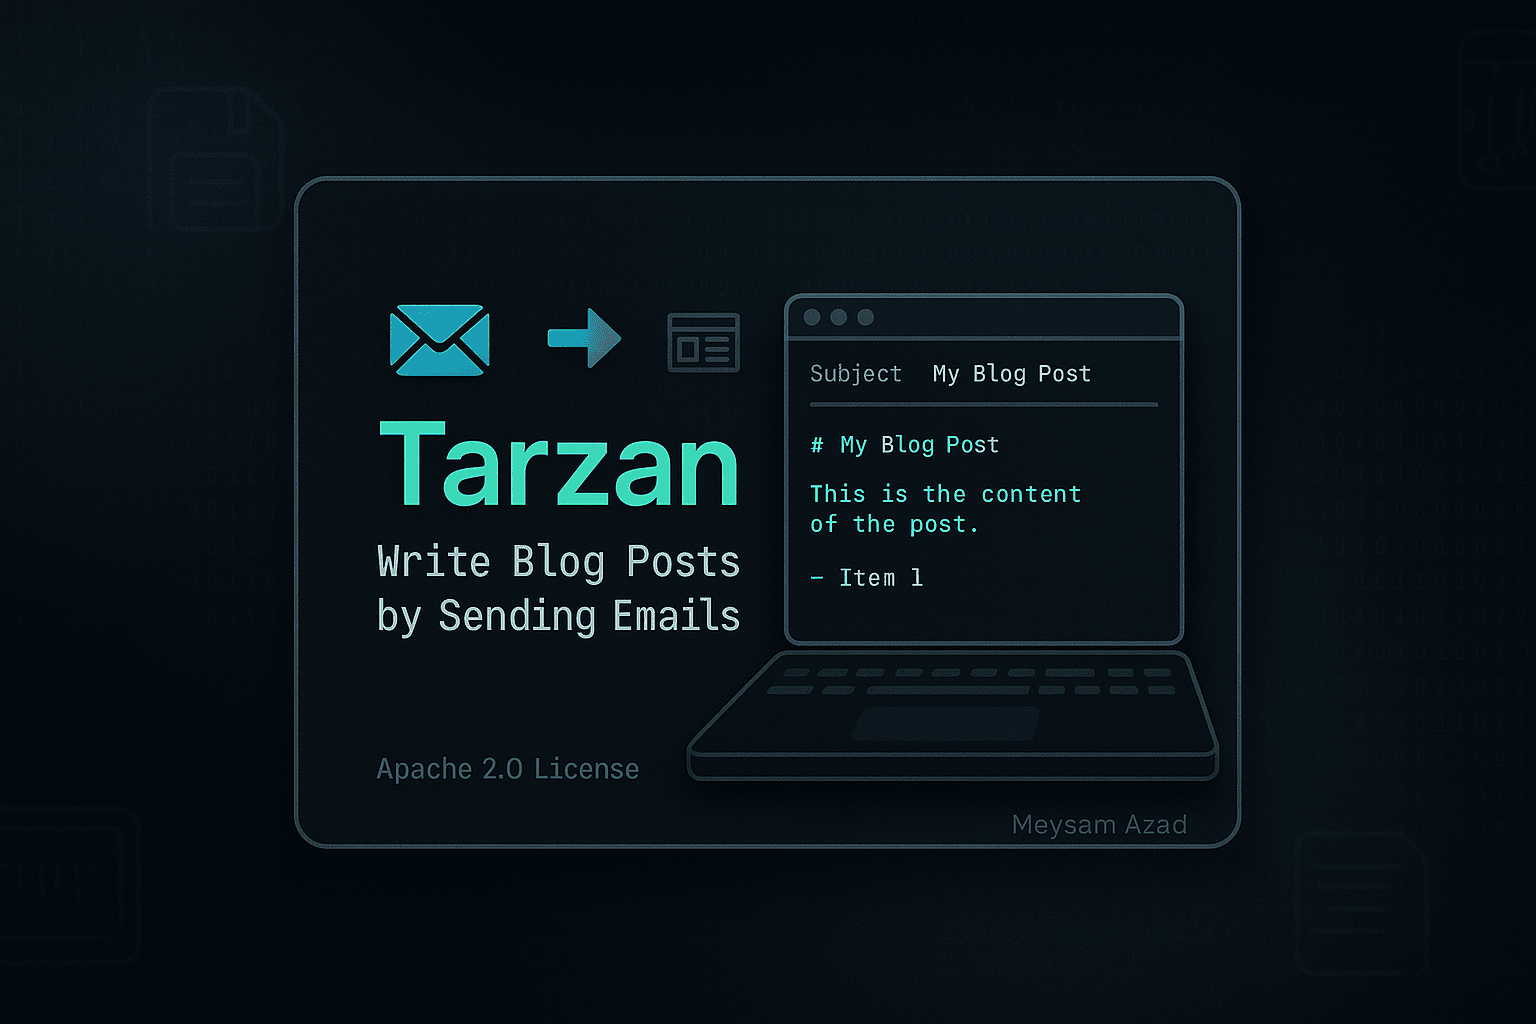 Tarzan
Write Blog Posts
by Sending Emails
Apache 2.0 License
Subject My Blog Post
# My Blog Post
This is the content
of the post.
– Item 1
Meysam Azad